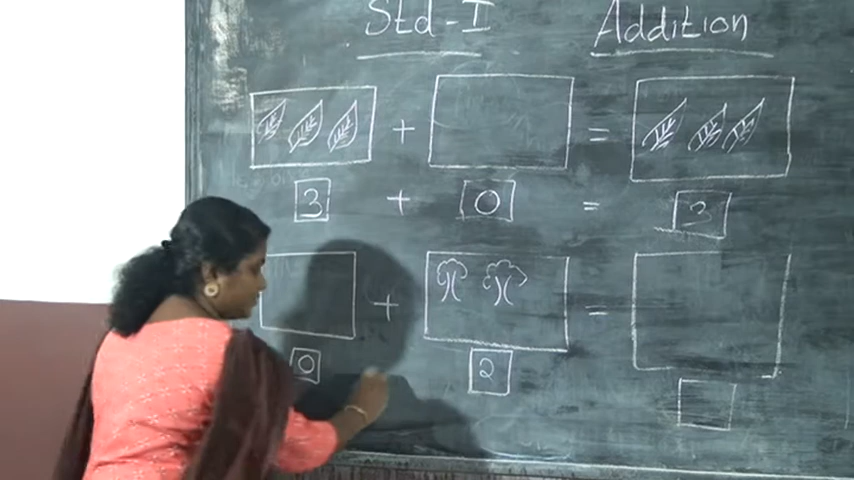 Std - I Addition
+ =
3 + 0 = 3
+ =
0 2